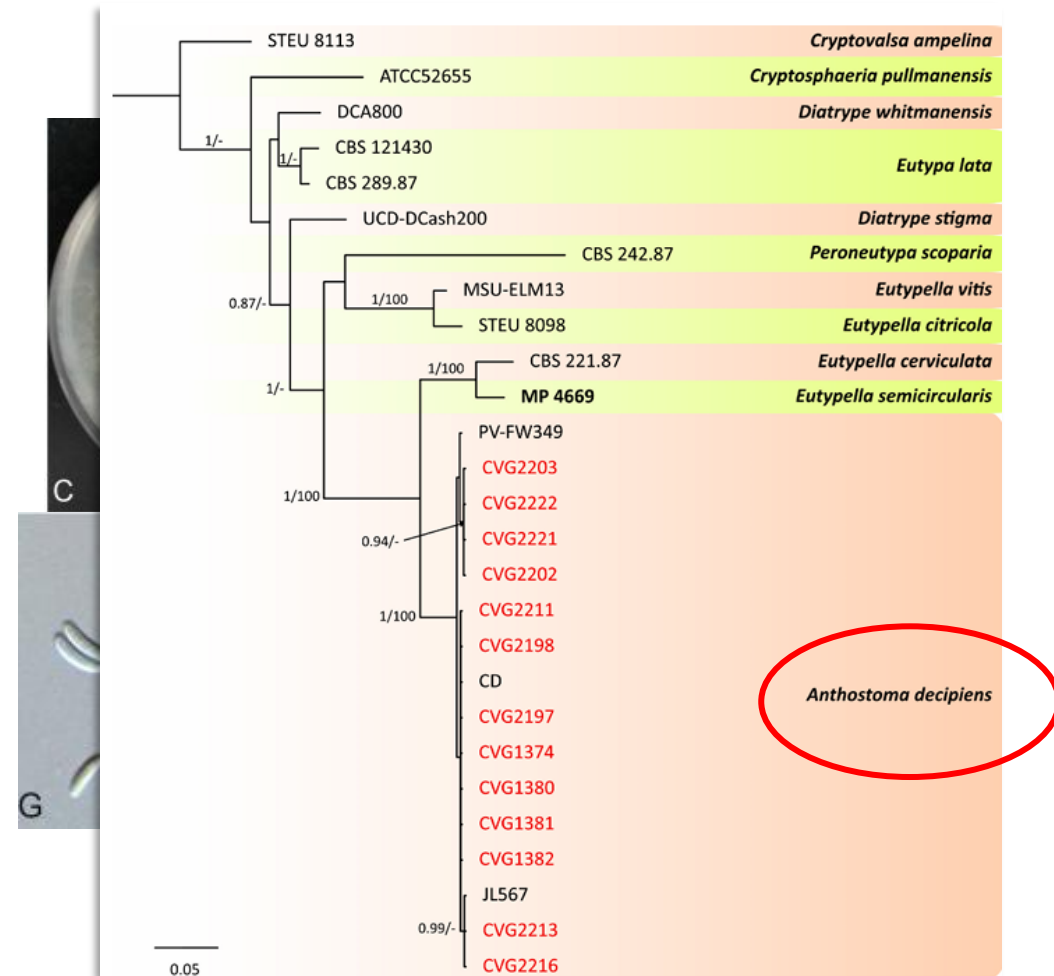 STEU 8113 Cryptovalsa ampelina
ATCC52655 Cryptosphaeria pullmanensis
DCA800 Diatrype whitmanensis
1/-
CBS 121430
1/-
Eutypa lata
CBS 289.87
UCD-DCash200 Diatrype stigma
CBS 242.87 Peroneutypa scoparia
MSU-ELM13 Eutypella vitis
0.87/-
1/100
STEU 8098 Eutypella citricola
CBS 221.87 Eutypella cerviculata
1/100
1/-
MP 4669 Eutypella semicircularis
PV-FW349
CVG2203
C
1/100
CVG2222
CVG2221
0.94/-
CVG2202
CVG2211
1/100
CVG2198
CD
Anthostoma decipiens
CVG2197
CVG1374
CVG1380
G
CVG1381
CVG1382
JL567
0.99/-
CVG2213
CVG2216
0.05